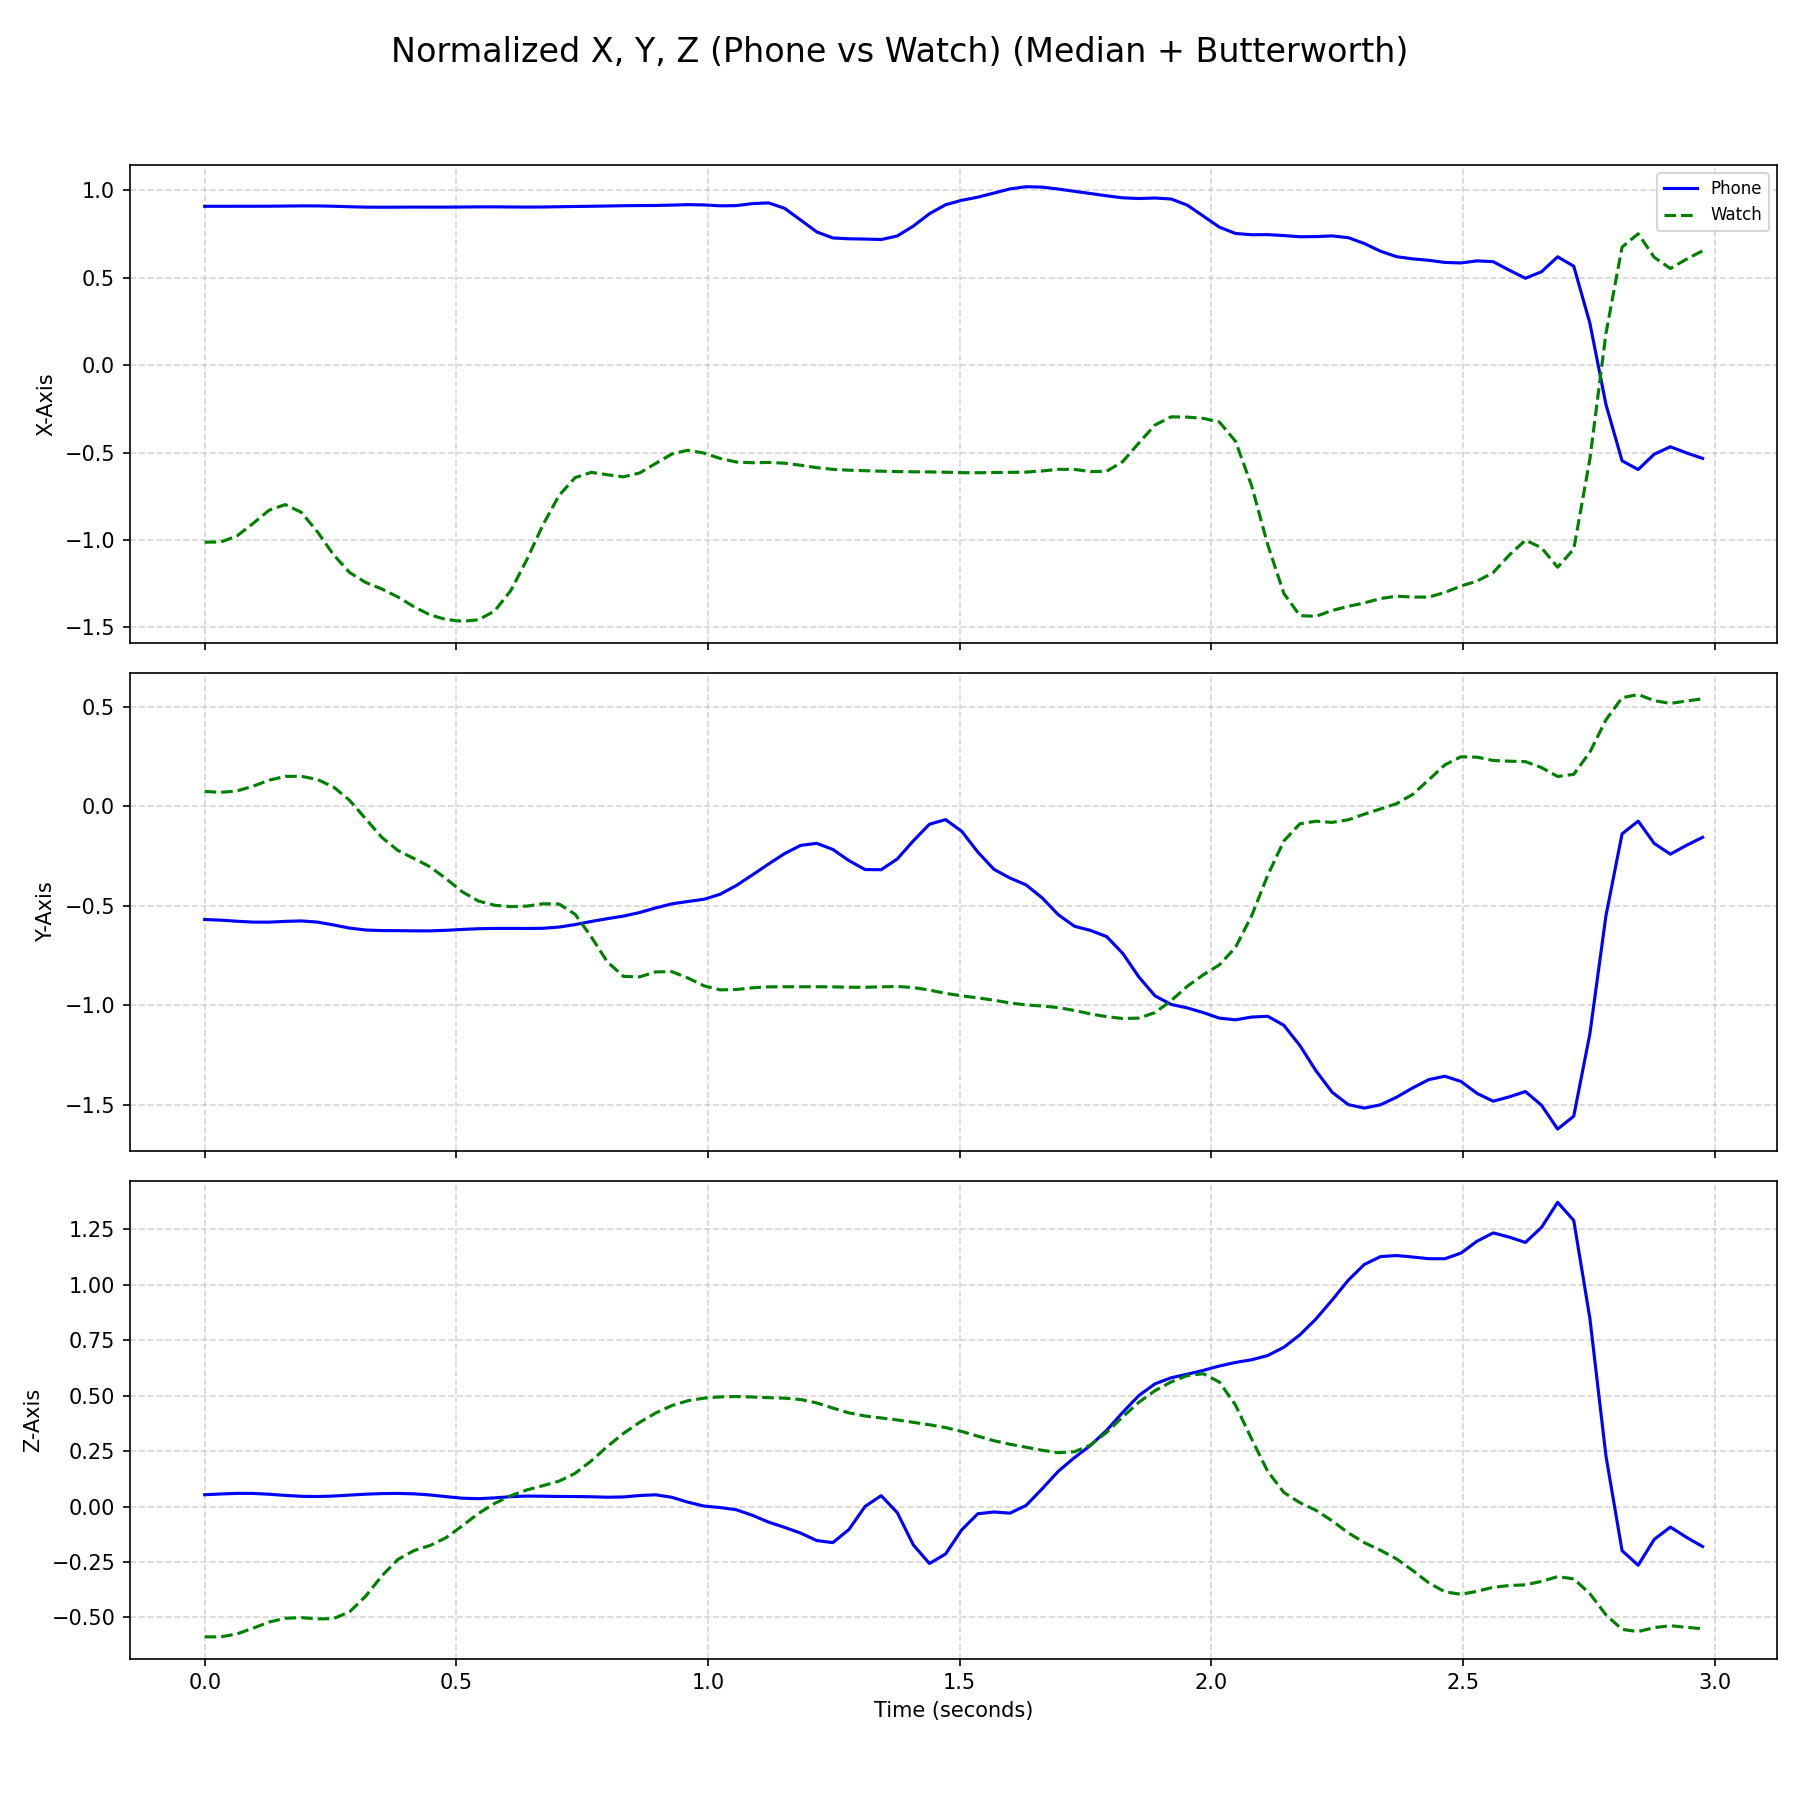 Normalized X, Y, Z (Phone vs Watch) (Median + Butterworth)
Phone
Watch
1.0
0.5
0.0
−0.5
−1.0
−1.5
X-Axis
0.5
0.0
−0.5
−1.0
−1.5
Y-Axis
1.25
1.00
0.75
0.50
0.25
0.00
−0.25
−0.50
Z-Axis
0.0 0.5 1.0 1.5 2.0 2.5 3.0
Time (seconds)